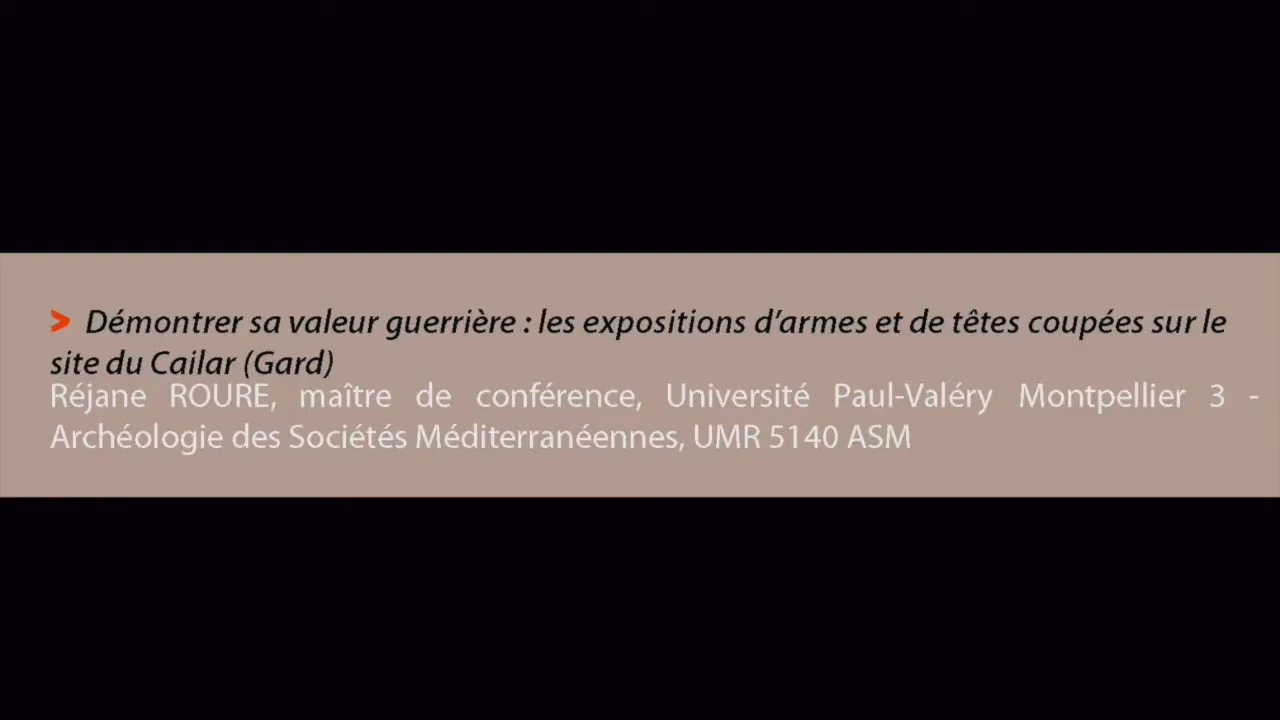 > Démontrer sa valeur guerrière : les expositions d’armes et de têtes coupées sur le
site du Cailar (Gard)
Réjane ROURE, maître de conférence, Université Paul-Valéry Montpellier 3 -
Archéologie des Sociétés Méditerranéennes, UMR 5140 ASM